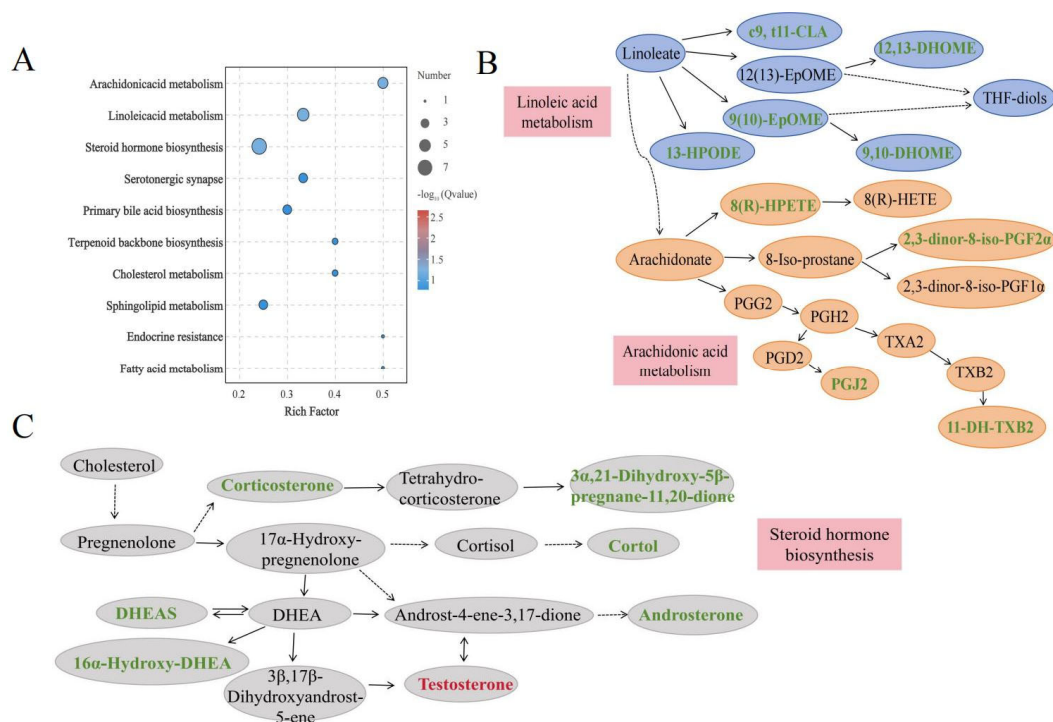 A
Arachidonicacid metabolism
Linoleicacid metabolism
Steroid hormone biosynthesis
Serotonergic synapse
Primary bile acid biosynthesis
Terpenoid backbone biosynthesis
Cholesterol metabolism
Sphingolipid metabolism
Endocrine resistance
Fatty acid metabolism
0.2 0.3 0.4 0.5
Rich Factor
Number
1
3
5
7
-log₁₀(Qvalue)
2.5
2
1.5
1
B
Linoleic acid
metabolism
Linoleate
c9, t11-CLA
12(13)-EpOME
12,13-DHOME
THF-diols
9(10)-EpOME
9,10-DHOME
13-HPODE
8(R)-HPETE
8(R)-HETE
Arachidonate
8-Iso-prostane
2,3-dinor-8-iso-PGF2α
2,3-dinor-8-iso-PGF1α
PGG2
PGH2
PGD2
PGJ2
TXA2
TXB2
11-DH-TXB2
Arachidonic acid
metabolism
C
Cholesterol
Pregnenolone
Corticosterone
Tetrahydro-
corticosterone
3α,21-Dihydroxy-5β-
pregnane-11,20-dione
17α-Hydroxy-
pregnenolone
Cortisol
Cortol
Steroid hormone
biosynthesis
DHEAS
DHEA
Androst-4-ene-3,17-dione
Androsterone
16α-Hydroxy-DHEA
3β,17β-
Dihydroxyandrost-
5-ene
Testosterone